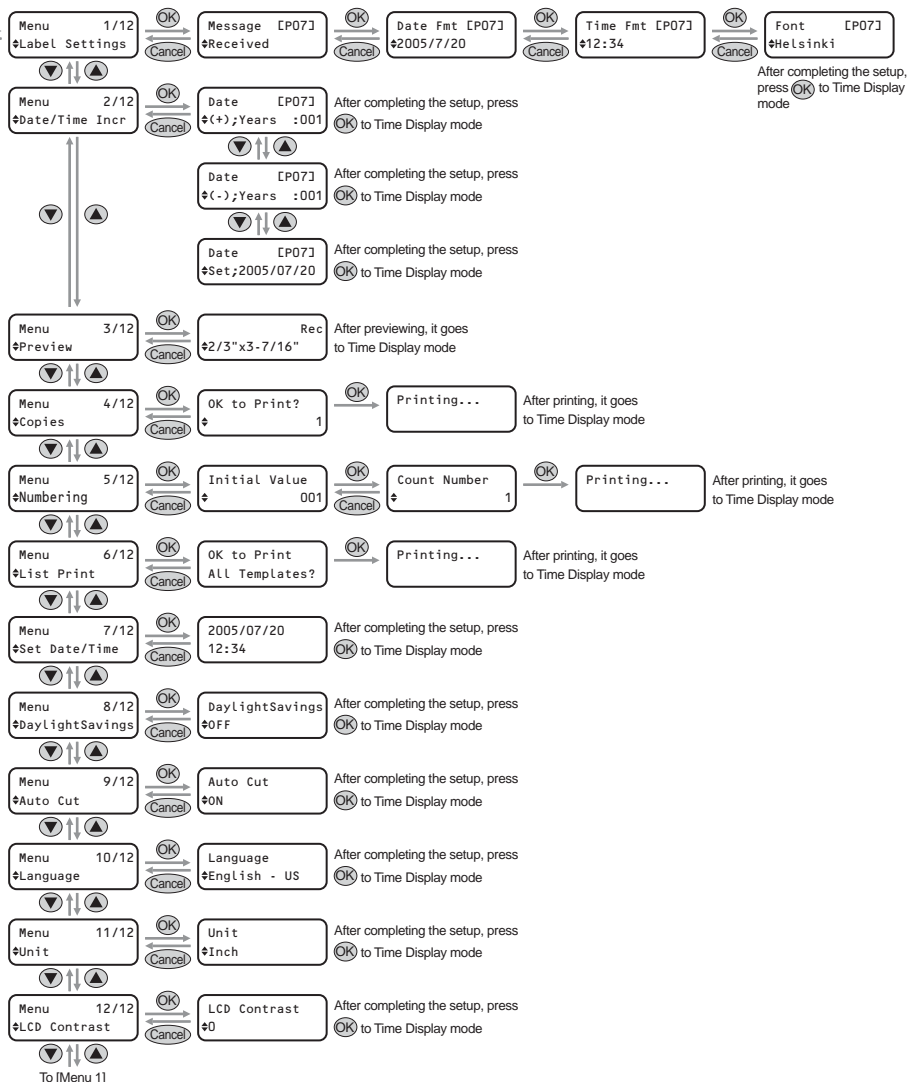 Menu 1/12
Label Settings
OK
Cancel
Message [P07]
Received
OK
Cancel
Date Fmt [P07]
2005/7/20
OK
Cancel
Time Fmt [P07]
12:34
OK
Cancel
Font [P07]
Helsinki
After completing the setup,
press OK to Time Display
mode
Menu 2/12
Date/Time Incr
OK
Cancel
Date [P07]
(+);Years :001
After completing the setup, press
OK to Time Display mode
Date [P07]
(-);Years :001
After completing the setup, press
OK to Time Display mode
Date [P07]
Set;2005/07/20
After completing the setup, press
OK to Time Display mode
Menu 3/12
Preview
OK
Cancel
Rec
2/3"x3-7/16"
After previewing, it goes
to Time Display mode
Menu 4/12
Copies
OK
Cancel
OK to Print?
1
OK
Printing...
After printing, it goes
to Time Display mode
Menu 5/12
Numbering
OK
Cancel
Initial Value
001
OK
Cancel
Count Number
1
OK
Printing...
After printing, it goes
to Time Display mode
Menu 6/12
List Print
OK
Cancel
OK to Print
All Templates?
OK
Printing...
After printing, it goes
to Time Display mode
Menu 7/12
Set Date/Time
OK
Cancel
2005/07/20
12:34
After completing the setup, press
OK to Time Display mode
Menu 8/12
DaylightSavings
OK
Cancel
DaylightSavings
OFF
After completing the setup, press
OK to Time Display mode
Menu 9/12
Auto Cut
OK
Cancel
Auto Cut
ON
After completing the setup, press
OK to Time Display mode
Menu 10/12
Language
OK
Cancel
Language
English - US
After completing the setup, press
OK to Time Display mode
Menu 11/12
Unit
OK
Cancel
Unit
Inch
After completing the setup, press
OK to Time Display mode
Menu 12/12
LCD Contrast
OK
Cancel
LCD Contrast
0
After completing the setup, press
OK to Time Display mode
To [Menu 1]